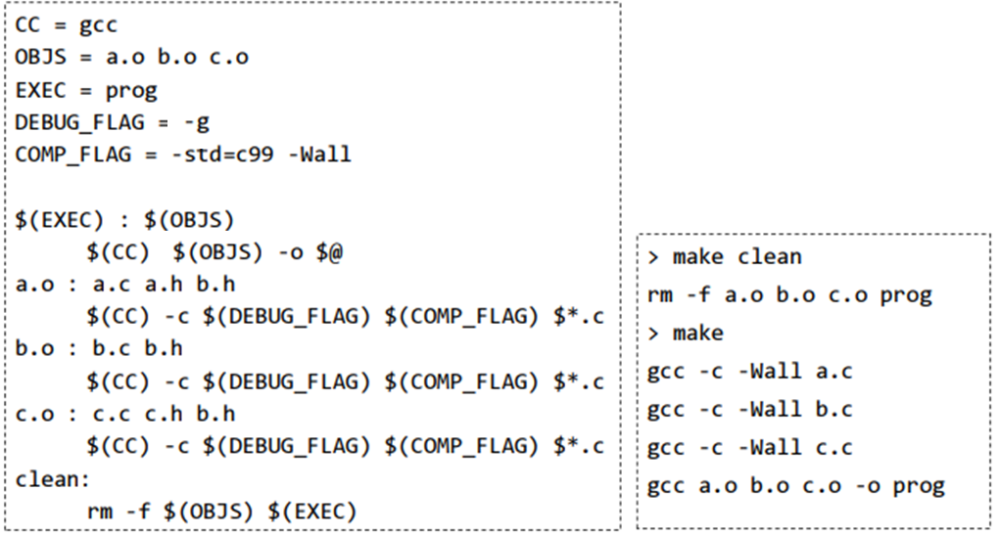 CC = gcc
OBJS = a.o b.o c.o
EXEC = prog
DEBUG_FLAG = -g
COMP_FLAG = -std=c99 -Wall
$(EXEC) : $(OBJS)
$(CC) $(OBJS) -o $@
a.o : a.c a.h b.h
$(CC) -c $(DEBUG_FLAG) $(COMP_FLAG) $*.c
b.o : b.c b.h
$(CC) -c $(DEBUG_FLAG) $(COMP_FLAG) $*.c
c.o : c.c c.h b.h
$(CC) -c $(DEBUG_FLAG) $(COMP_FLAG) $*.c
clean:
rm -f $(OBJS) $(EXEC)
> make clean
rm -f a.o b.o c.o prog
> make
gcc -c -Wall a.c
gcc -c -Wall b.c
gcc -c -Wall c.c
gcc a.o b.o c.o -o prog